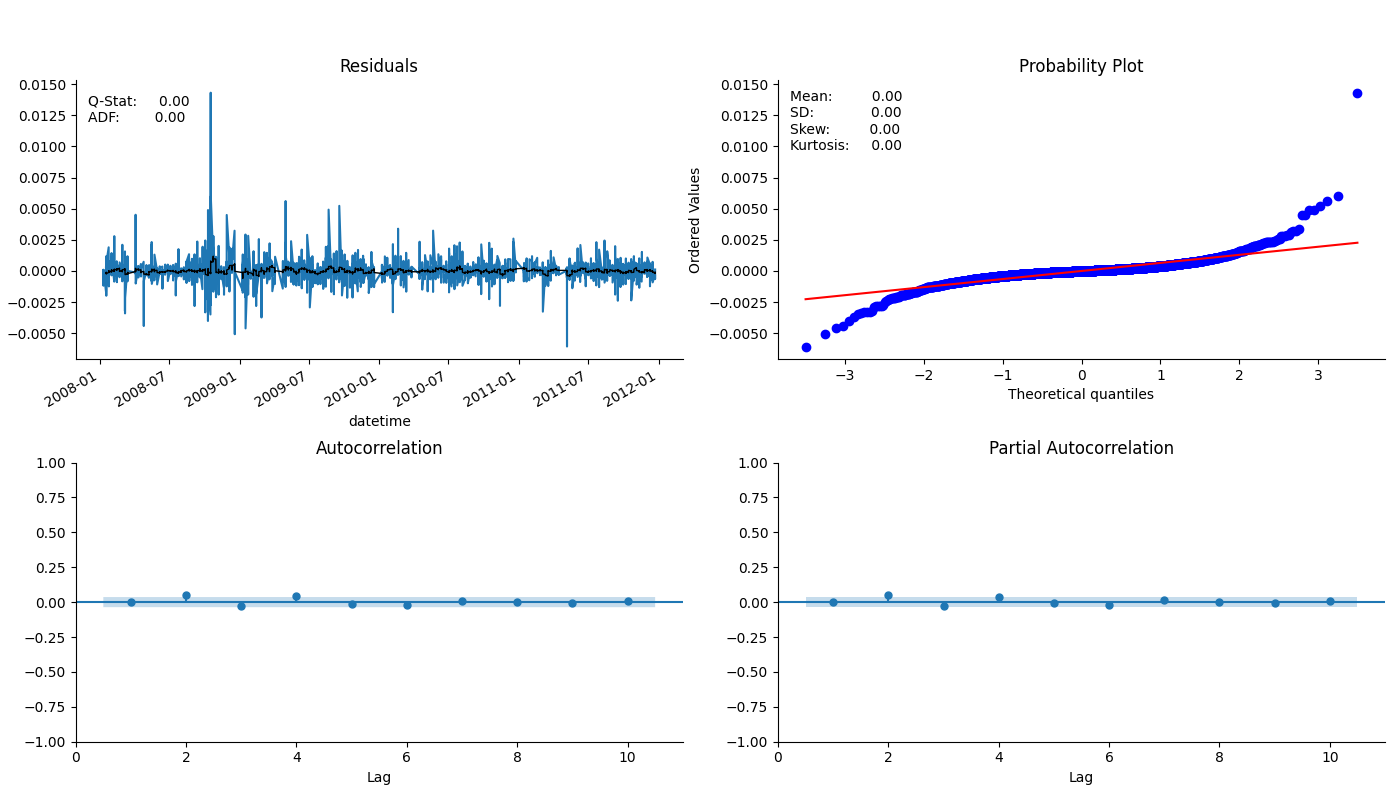 Residuals
Q-Stat: 0.00
ADF: 0.00
0.0150
0.0125
0.0100
0.0075
0.0050
0.0025
0.0000
−0.0025
−0.0050
2008-01
2008-07
2009-01
2009-07
2010-01
2010-07
2011-01
2011-07
2012-01
datetime
Probability Plot
Mean: 0.00
SD: 0.00
Skew: 0.00
Kurtosis: 0.00
Ordered Values
0.0150
0.0125
0.0100
0.0075
0.0050
0.0025
0.0000
−0.0025
−0.0050
−3 −2 −1 0 1 2 3
Theoretical quantiles
Autocorrelation
1.00
0.75
0.50
0.25
0.00
−0.25
−0.50
−0.75
−1.00
0 2 4 6 8 10
Lag
Partial Autocorrelation
1.00
0.75
0.50
0.25
0.00
−0.25
−0.50
−0.75
−1.00
0 2 4 6 8 10
Lag